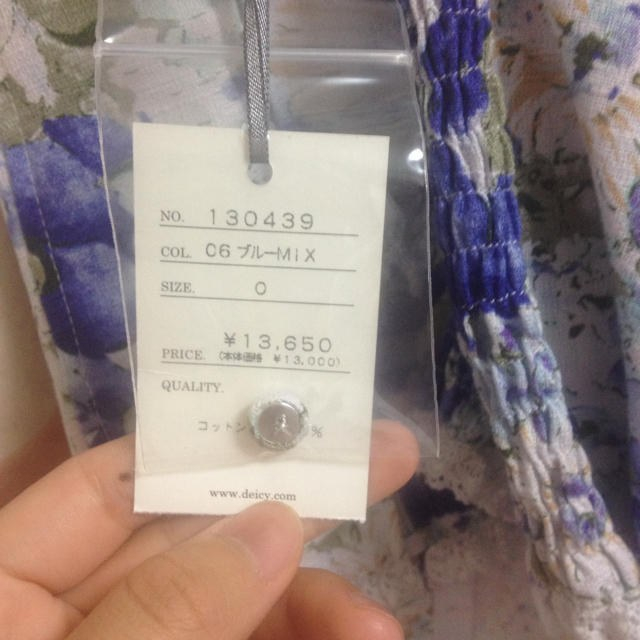 NO. 130439
COL. 06 ブルーMiX
SIZE. 0
¥13,650
PRICE. (本体価格 ¥13,000)
QUALITY.
コットン %
www.deicy.com